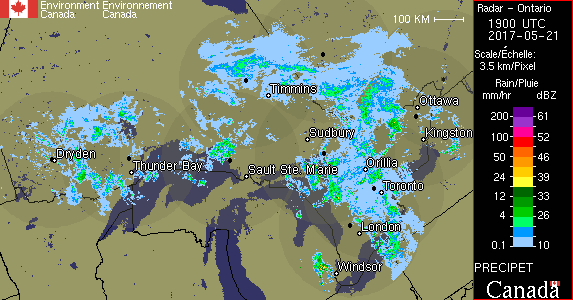 Environment Environnement
Canada Canada
100 KM
Timmins
Ottawa
Sudbury
Kingston
Dryden
Thunder Bay
Sault Ste. Marie
Orillia
Toronto
London
Windsor
Radar - Ontario
1900 UTC
2017-05-21
Scale/Échelle:
3.5 km/Pixel
Rain/Pluie
mm/hr dBZ
200 61
100 52
50 46
24 39
12 33
4 26
0.1 10
PRECIPET
Canada